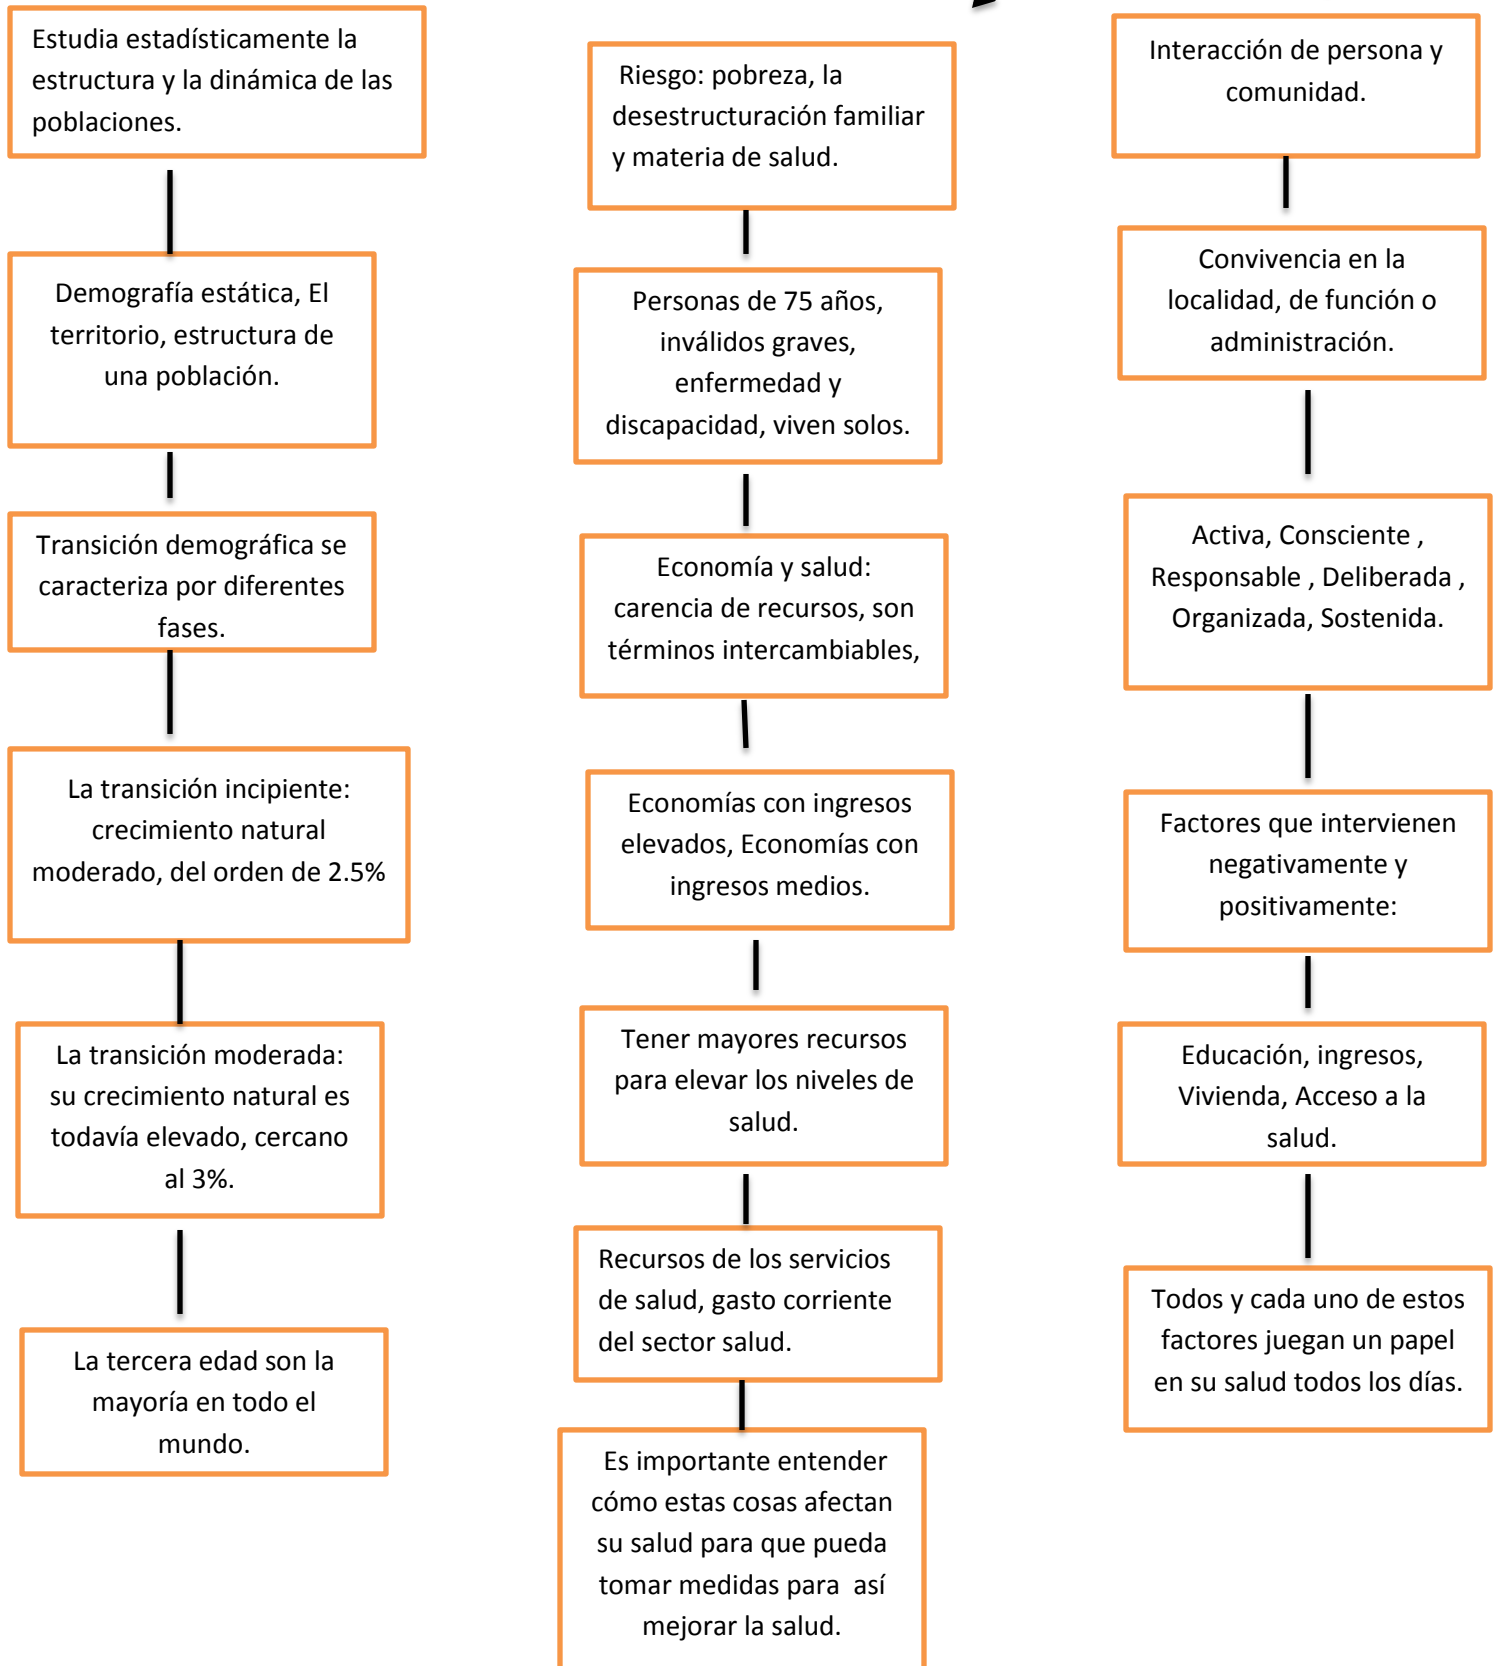 Estudia estadísticamente la
estructura y la dinámica de las
poblaciones.
Demografía estática, El
territorio, estructura de
una población.
Transición demográfica se
caracteriza por diferentes
fases.
La transición incipiente:
crecimiento natural
moderado, del orden de 2.5%
La transición moderada:
su crecimiento natural es
todavía elevado, cercano
al 3%.
La tercera edad son la
mayoría en todo el
mundo.
Riesgo: pobreza, la
desestructuración familiar
y materia de salud.
Personas de 75 años,
inválidos graves,
enfermedad y
discapacidad, viven solos.
Economía y salud:
carencia de recursos, son
términos intercambiables,
Economías con ingresos
elevados, Economías con
ingresos medios.
Tener mayores recursos
para elevar los niveles de
salud.
Recursos de los servicios
de salud, gasto corriente
del sector salud.
Es importante entender
cómo estas cosas afectan
su salud para que pueda
tomar medidas para  así
mejorar la salud.
Interacción de persona y
comunidad.
Convivencia en la
localidad, de función o
administración.
Activa, Consciente ,
Responsable , Deliberada ,
Organizada, Sostenida.
Factores que intervienen
negativamente y
positivamente:
Educación, ingresos,
Vivienda, Acceso a la
salud.
Todos y cada uno de estos
factores juegan un papel
en su salud todos los días.